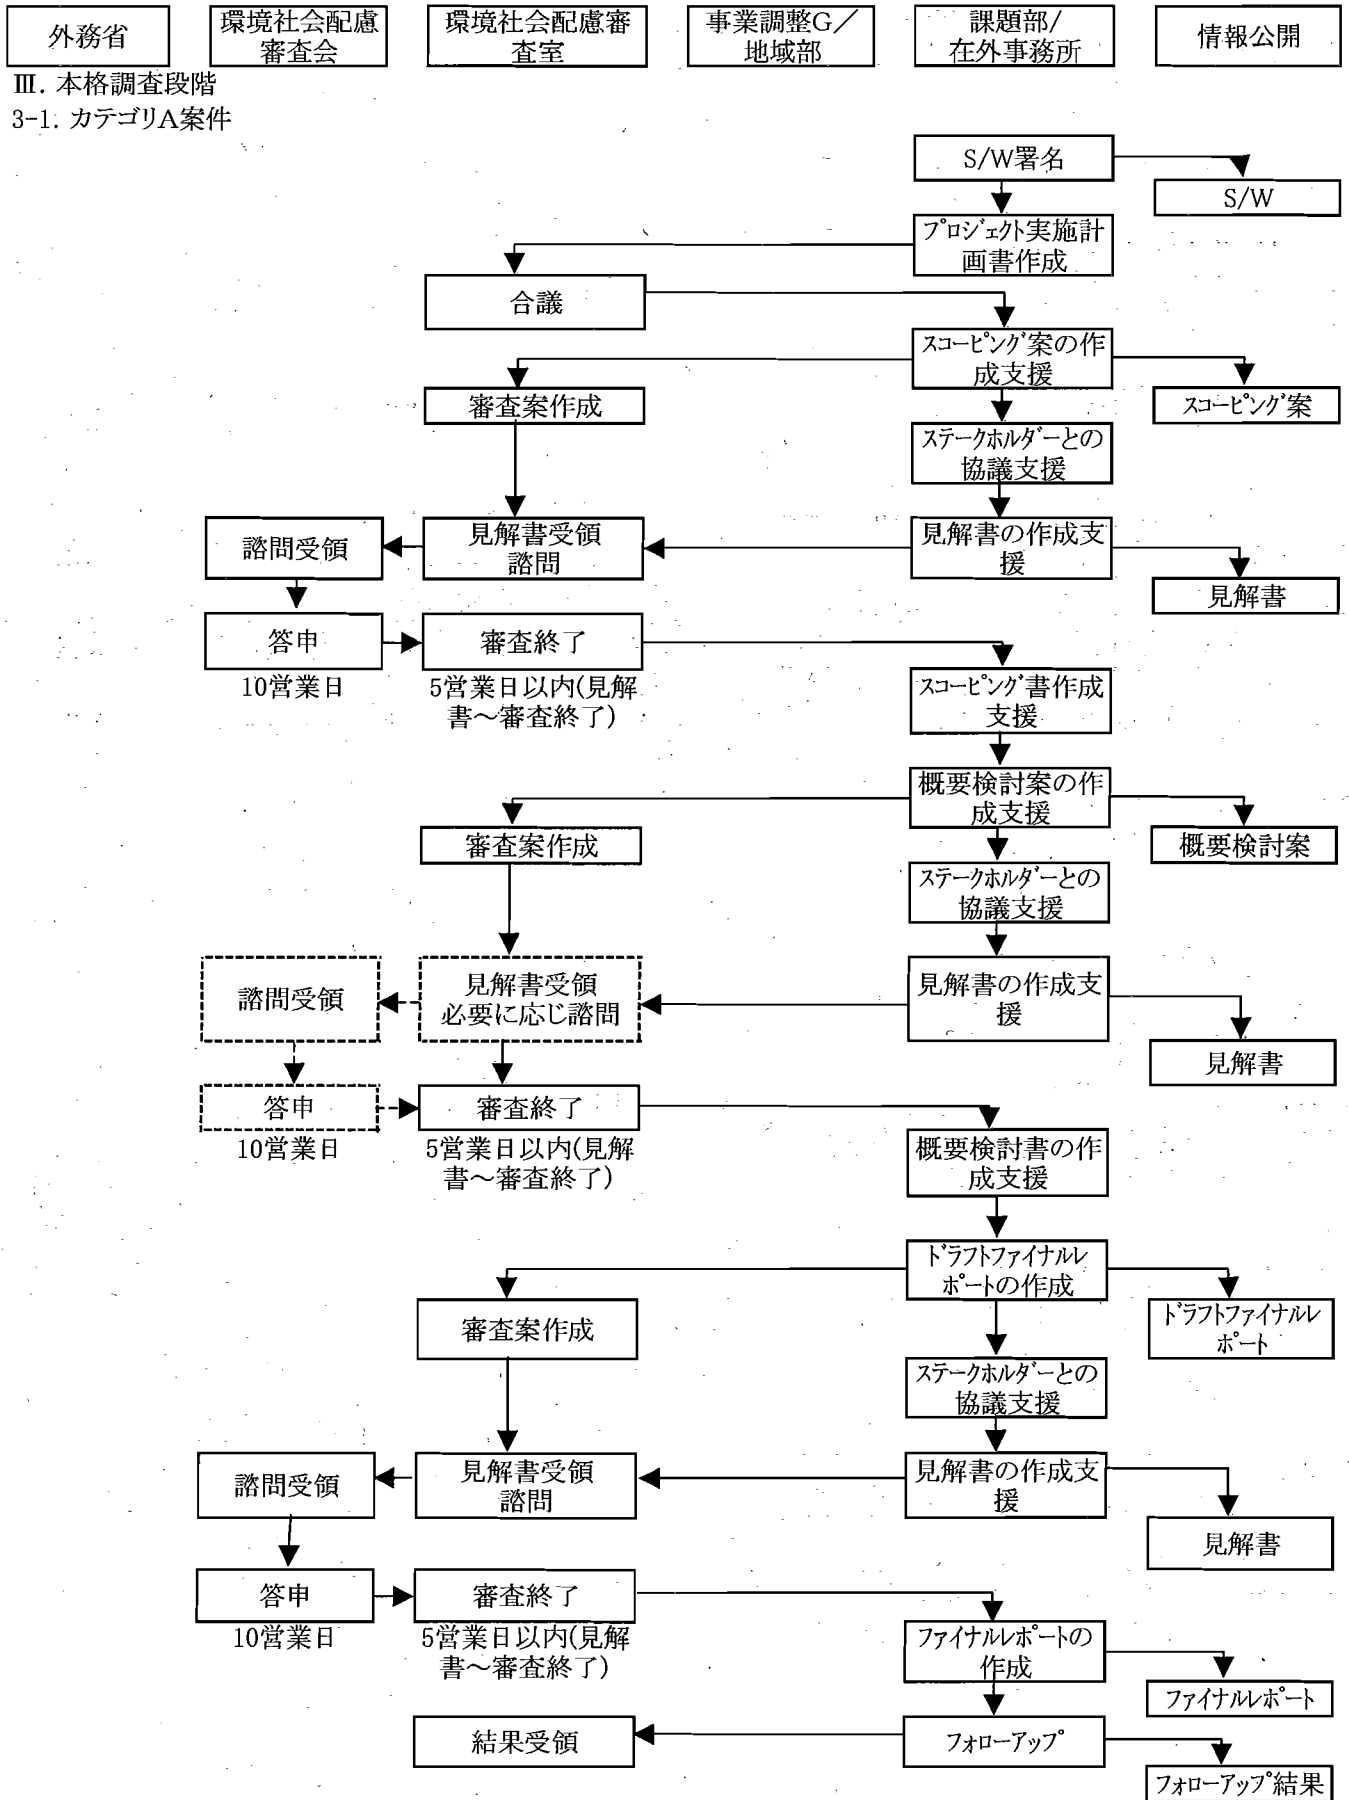 外務省
環境社会配慮
審査会
環境社会配慮審
査室
事業調整G／
地域部
課題部/
在外事務所
情報公開
Ⅲ. 本格調査段階
3-1. カテゴリA案件
S/W署名
S/W
プロジェクト実施計
画書作成
合議
スコーピング案の作
成支援
審査案作成
スコーピング案
ステークホルダーとの
協議支援
諮問受領
見解書受領
諮問
見解書の作成支
援
見解書
答申
審査終了
10営業日
5営業日以内(見解
書～審査終了)
スコーピング書作成
支援
概要検討案の作
成支援
審査案作成
概要検討案
ステークホルダーとの
協議支援
諮問受領
見解書受領
必要に応じ諮問
見解書の作成支
援
見解書
答申
審査終了
10営業日
5営業日以内(見解
書～審査終了)
概要検討書の作
成支援
ドラフトファイナルレ
ポートの作成
審査案作成
ドラフトファイナルレ
ポート
ステークホルダーとの
協議支援
諮問受領
見解書受領
諮問
見解書の作成支
援
見解書
答申
審査終了
10営業日
5営業日以内(見解
書～審査終了)
ファイナルレポートの
作成
ファイナルレポート
結果受領
フォローアップ
フォローアップ結果